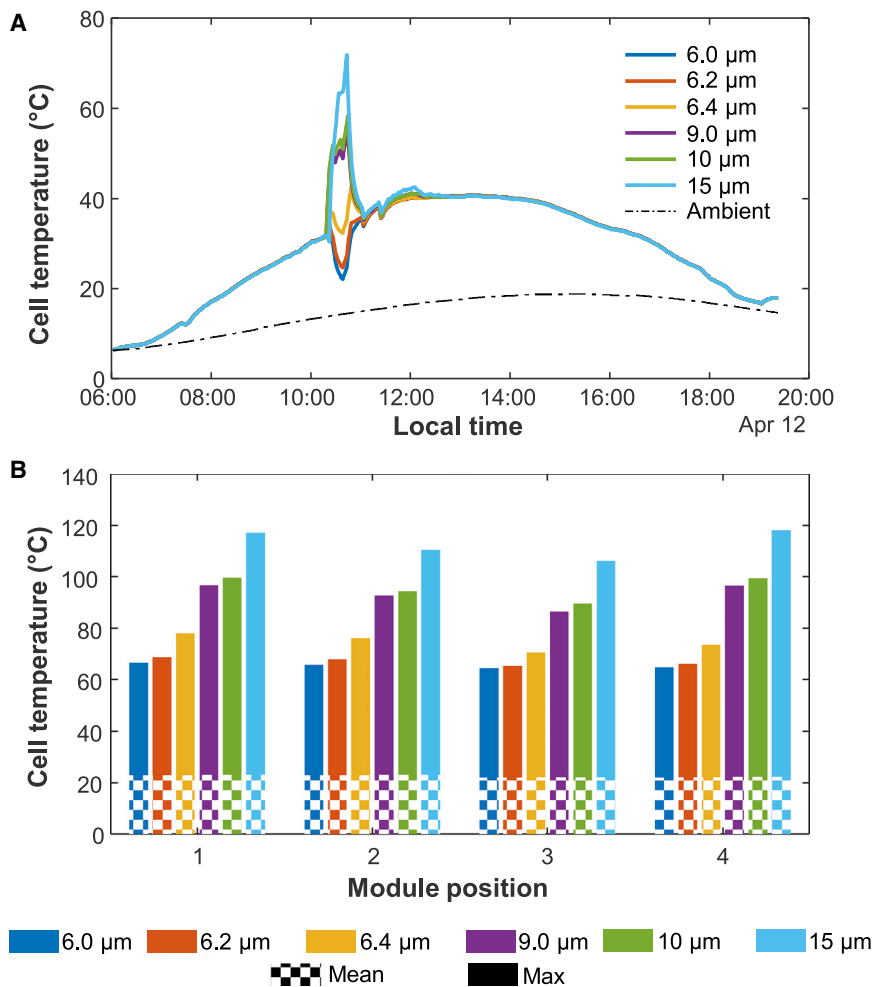 A
80
60
40
20
0
Cell temperature (°C)
6.0 µm
6.2 µm
6.4 µm
9.0 µm
10 µm
15 µm
Ambient
06:00 08:00 10:00 12:00 14:00 16:00 18:00 20:00
Local time
Apr 12
B
140
120
100
80
60
40
20
0
Cell temperature (°C)
1 2 3 4
Module position
6.0 µm 6.2 µm 6.4 µm 9.0 µm 10 µm 15 µm
Mean Max